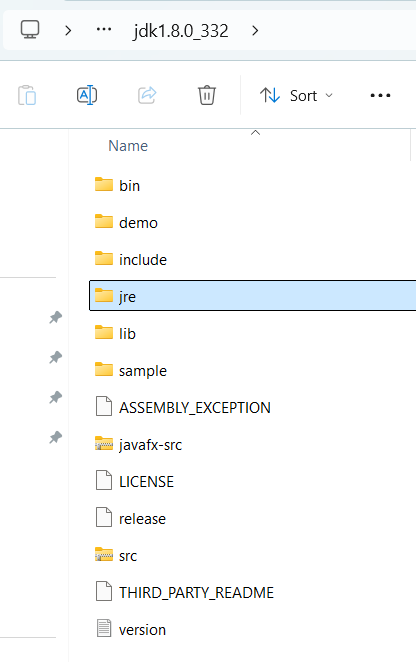 jdk1.8.0_332
Sort
Name
bin
demo
include
jre
lib
sample
ASSEMBLY_EXCEPTION
javafx-src
LICENSE
release
src
THIRD_PARTY_README
version